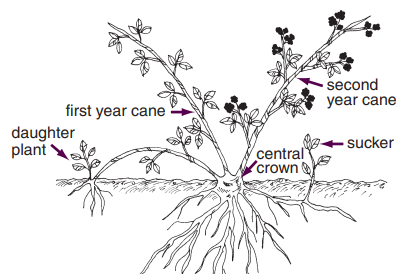 second
year cane
first year cane
daughter
plant
sucker
central
crown